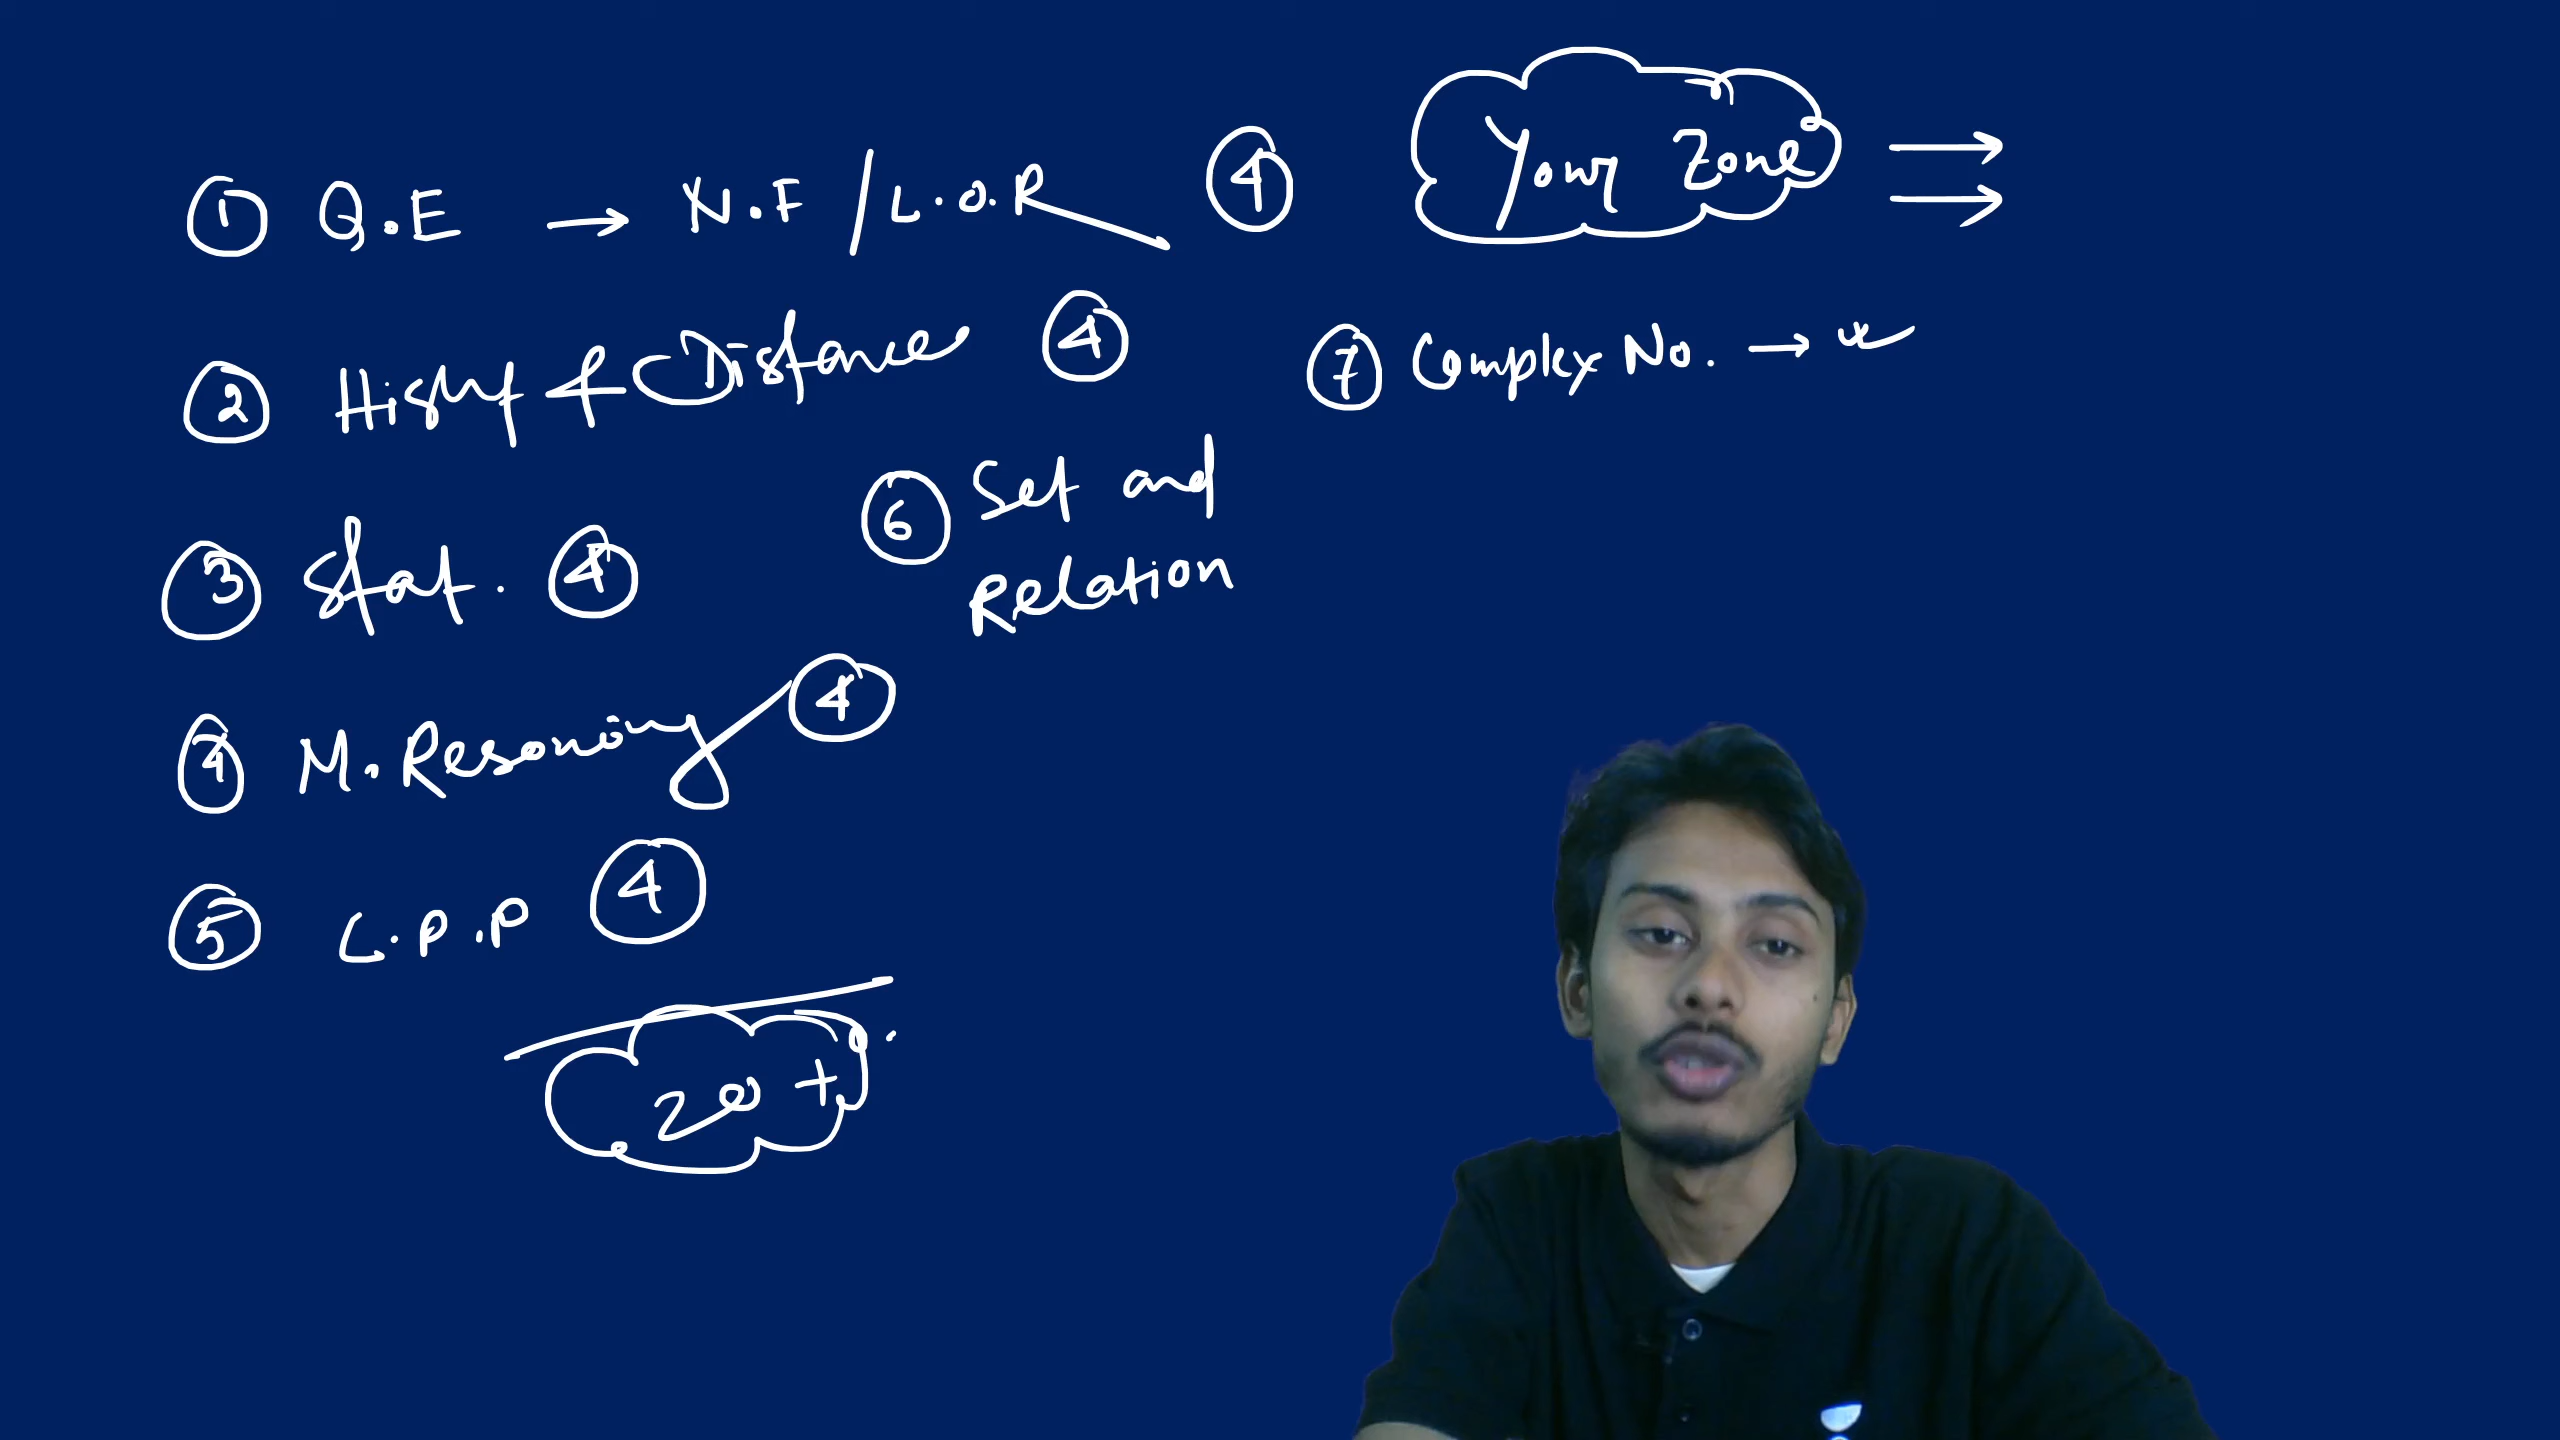 ① Q.E → N.F / L.O.R ④
② Hight & Distance ④
③ Stat. ④
④ M. Resoning ④
⑤ L.P.P ④
20 +
⑥ Set and
Relation
Your Zone ⇒
⑦ Complex No. →